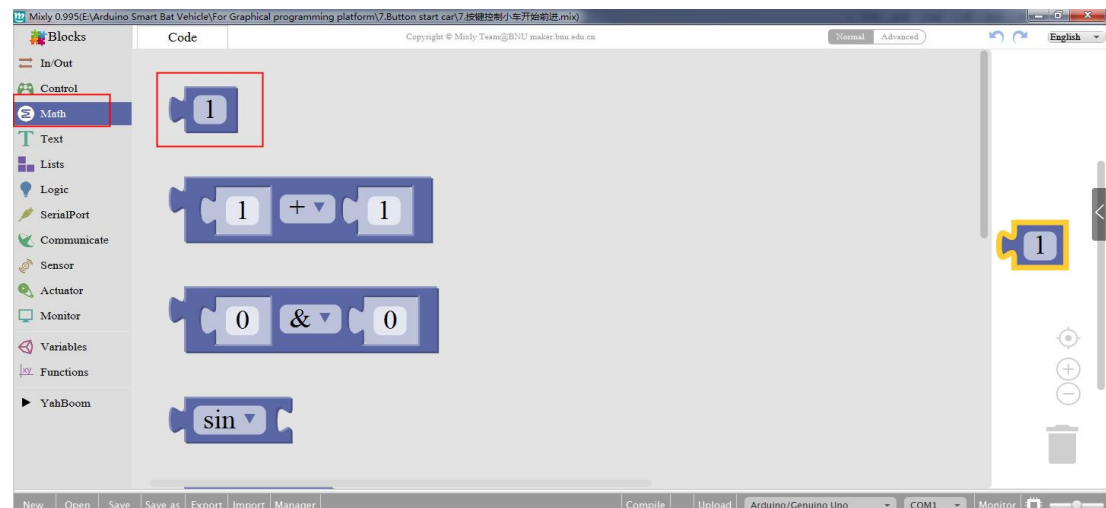 Mixly 0.995(E:\Arduino Smart Bat Vehicle\For Graphical programming platform\7.Button start car\7.按键控制小车开始前进.mix)
Blocks Code Copyright © Mixly Team@BNU maker.bnu.edu.cn Normal Advanced English
In/Out
Control
Math
Text
Lists
Logic
SerialPort
Communicate
Sensor
Actuator
Monitor
Variables
Functions
YahBoom
1
1 + 1
0 & 0
sin
1
New Open Save Save as Export Import Manager Compile Upload Arduino/Genuino Uno COM1 Monitor